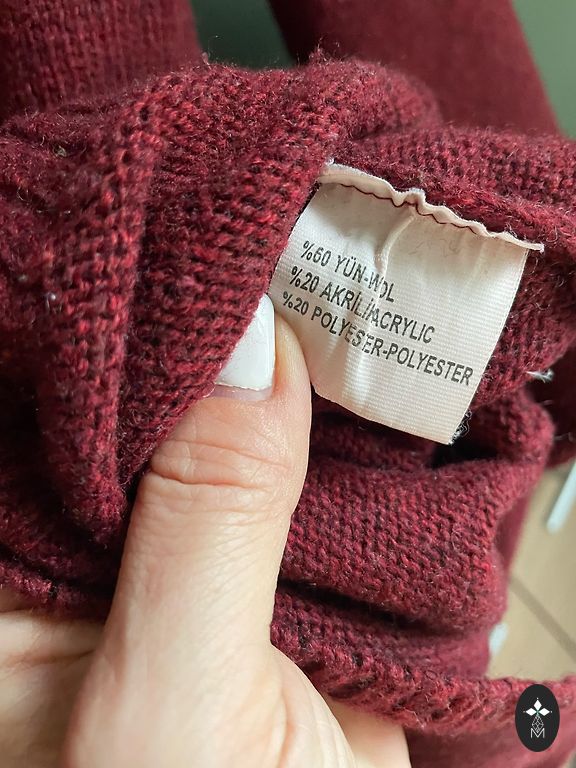 %60 YÜN-WOL
%20 AKRİLİ/ACRYLIC
%20 POLYESER-POLYESTER
M